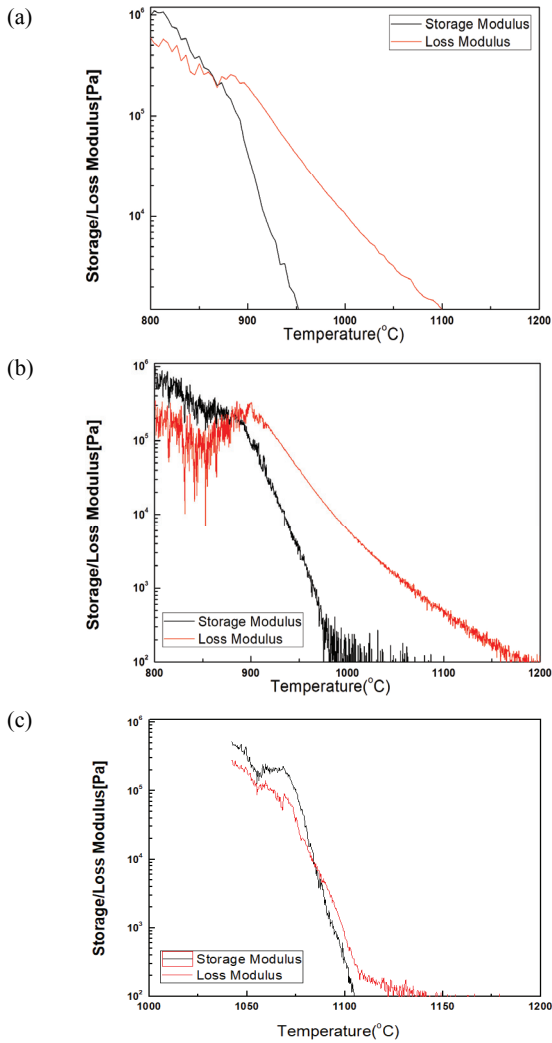 (a)
Storage/Loss Modulus[Pa]
10⁶
10⁵
10⁴
Storage Modulus
Loss Modulus
800 900 1000 1100 1200
Temperature(°C)
(b)
Storage/Loss Modulus[Pa]
10⁶
10⁵
10⁴
10³
10²
Storage Modulus
Loss Modulus
800 900 1000 1100 1200
Temperature(°C)
(c)
Storage/Loss Modulus[Pa]
10⁶
10⁵
10⁴
10³
10²
Storage Modulus
Loss Modulus
1000 1050 1100 1150 1200
Temperature(°C)